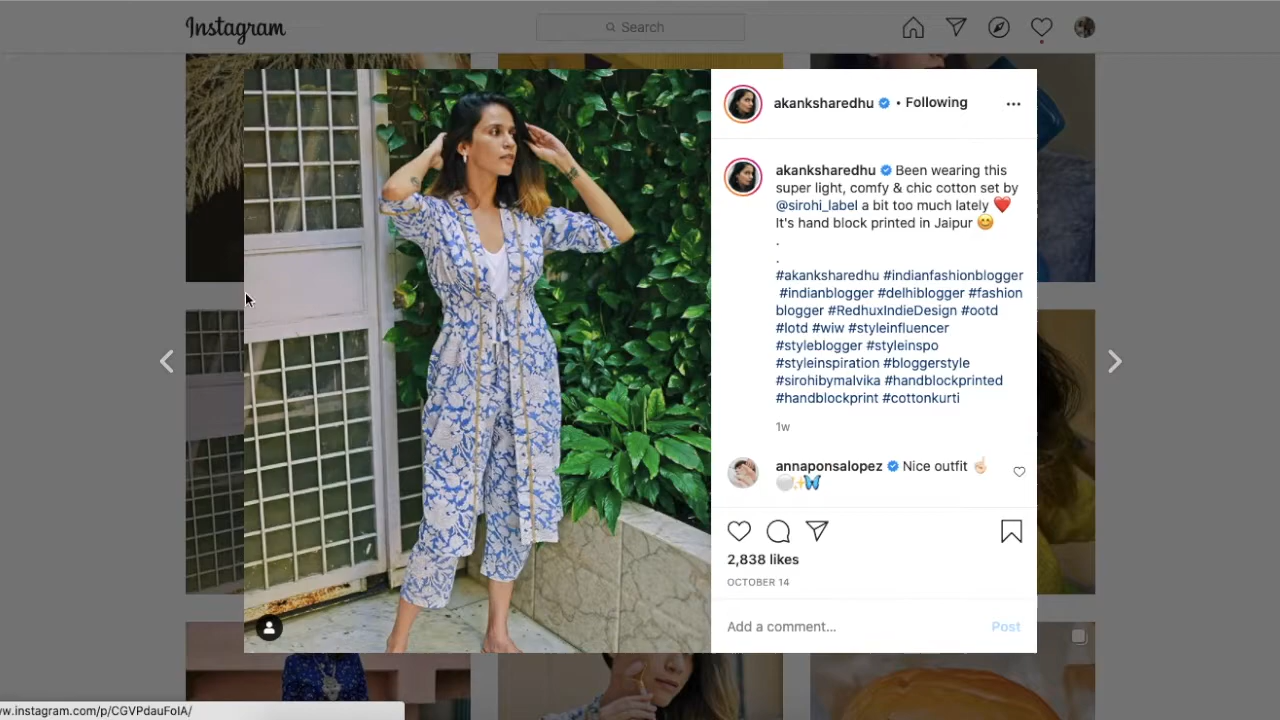 Instagram
Search
akanksharedhu • Following
akanksharedhu Been wearing this
super light, comfy & chic cotton set by
@sirohi_label a bit too much lately ❤️
It's hand block printed in Jaipur 😊
.
.
#akanksharedhu #indianfashionblogger
#indianblogger #delhiblogger #fashion
blogger #RedhuxIndieDesign #ootd
#lotd #wiw #styleinfluencer
#styleblogger #styleinspo
#styleinspiration #bloggerstyle
#sirohibymalvika #handblockprinted
#handblockprint #cottonkurti
1w
annaponsalopez Nice outfit ☝🏻
⚪✨🦋
2,838 likes
OCTOBER 14
Add a comment...
Post
ww.instagram.com/p/CGVPdauFoIA/